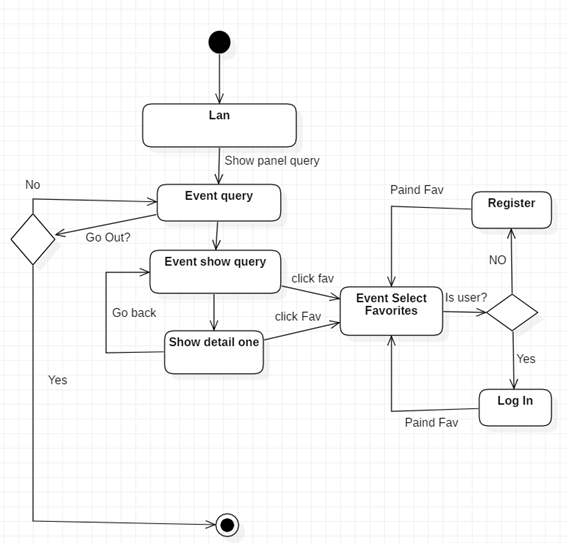 Lan
Show panel query
No
Event query
Paind Fav
Register
Go Out?
Event show query
NO
click fav
Event Select
Favorites
Is user?
Go back
click Fav
Show detail one
Yes
Yes
Log In
Paind Fav